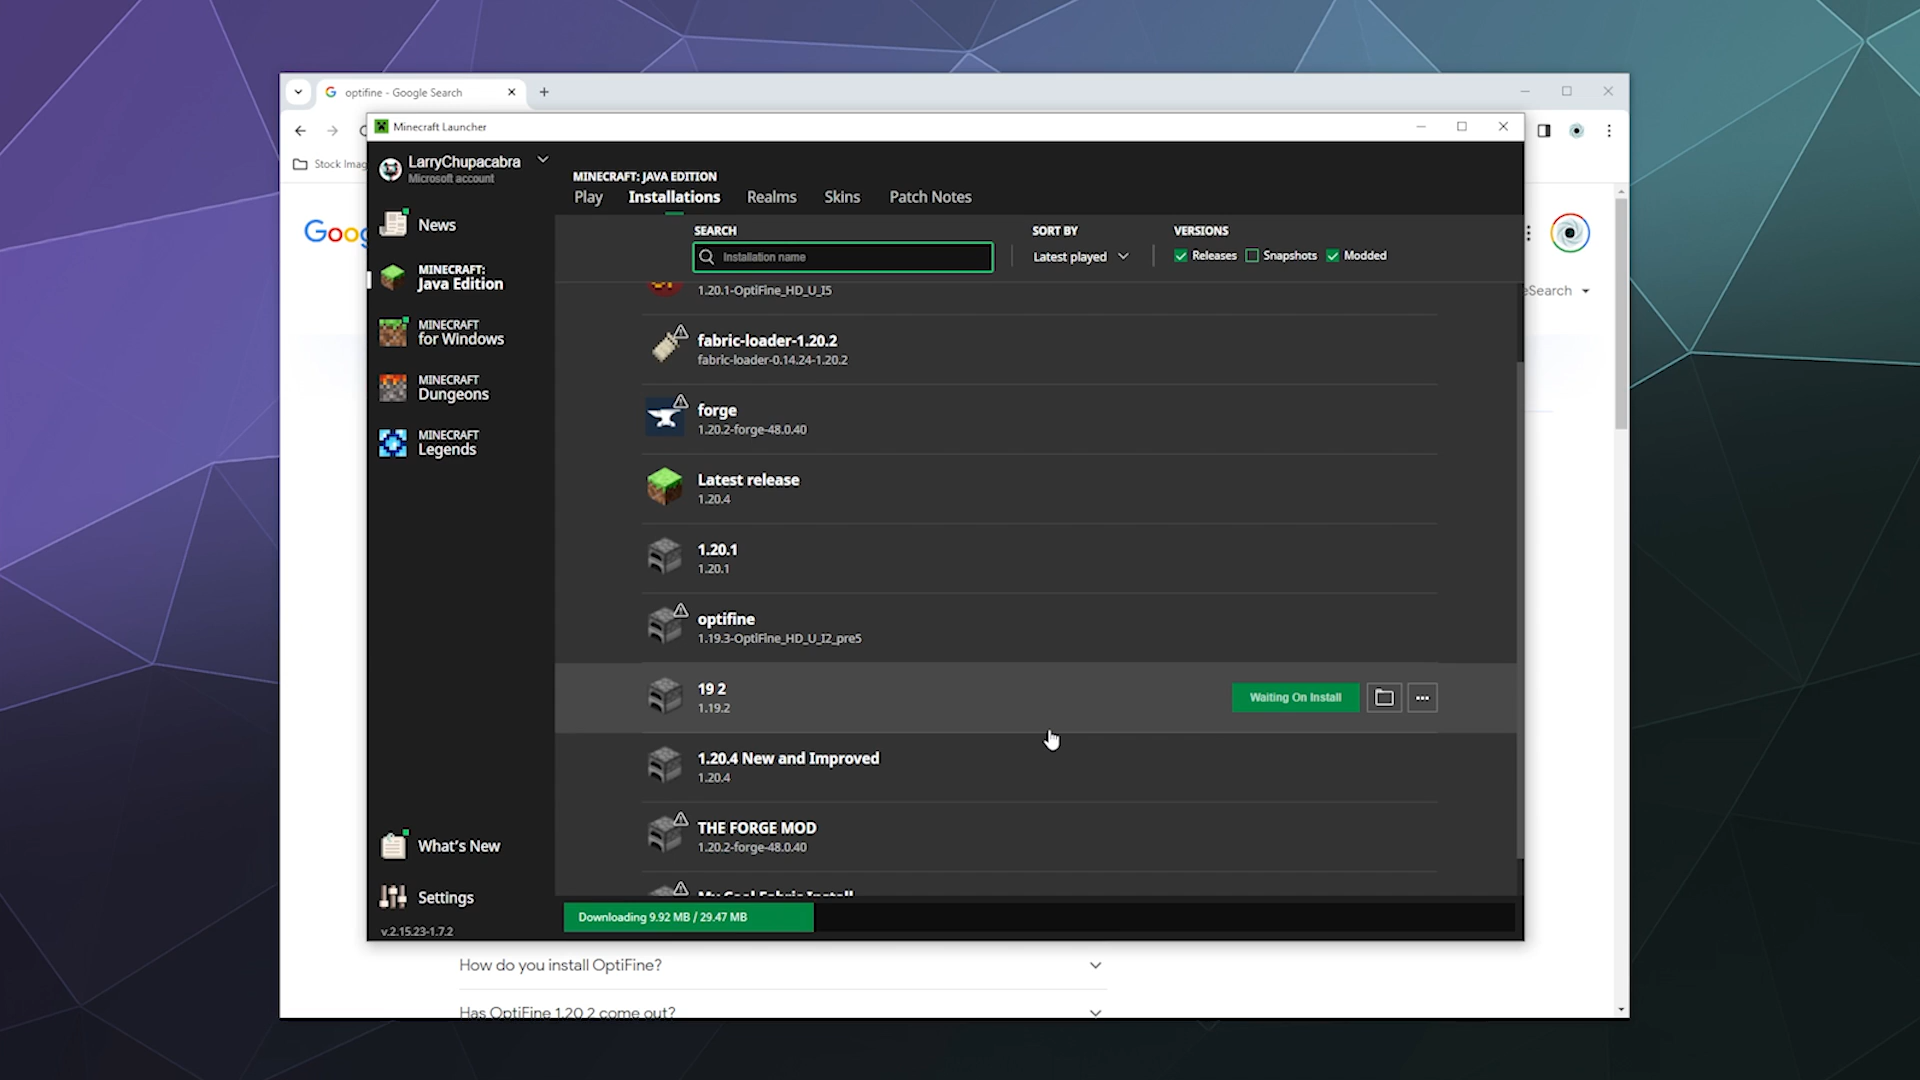 optifine - Google Search
Minecraft Launcher
Stock Imag
LarryChupacabra
Microsoft account
MINECRAFT: JAVA EDITION
Play
Installations
Realms
Skins
Patch Notes
News
Goog
SEARCH
SORT BY
VERSIONS
Installation name
Latest played
Releases
Snapshots
Modded
MINECRAFT:
Java Edition
eSearch
1.20.1-OptiFine_HD_U_I5
MINECRAFT
for Windows
fabric-loader-1.20.2
fabric-loader-0.14.24-1.20.2
MINECRAFT
Dungeons
forge
1.20.2-forge-48.0.40
MINECRAFT
Legends
Latest release
1.20.4
1.20.1
1.20.1
optifine
1.19.3-OptiFine_HD_U_I2_pre5
19 2
1.19.2
Waiting On Install
1.20.4 New and Improved
1.20.4
THE FORGE MOD
1.20.2-forge-48.0.40
What's New
My Cool Fabric Install
Settings
Downloading 9.92 MB / 29.47 MB
v.2.15.23-1.7.2
How do you install OptiFine?
Has OptiFine 1.20.2 come out?